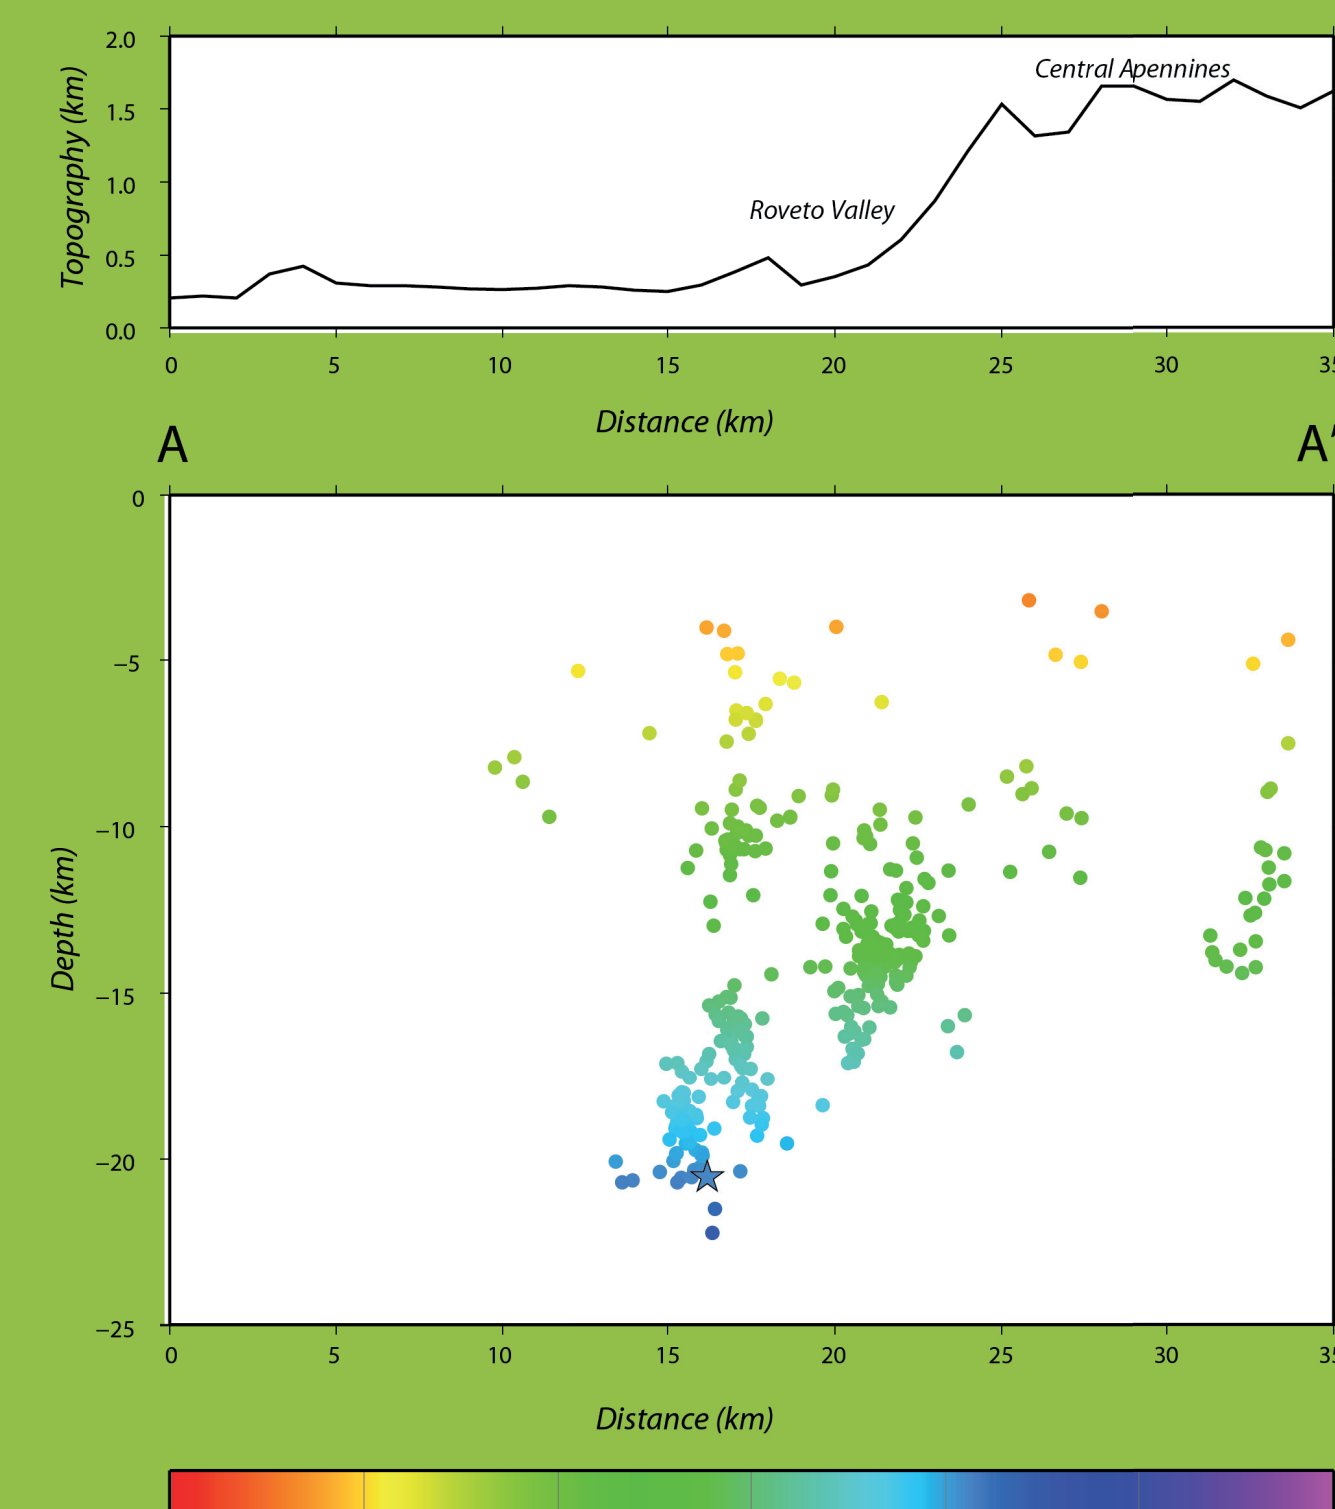 2.0
Central Apennines
1.5
1.0
Roveto Valley
0.5
0.0
Topography (km)
0 5 10 15 20 25 30
Distance (km)
A A'
0
−5
−10
−15
−20
−25
Depth (km)
0 5 10 15 20 25 30
Distance (km)